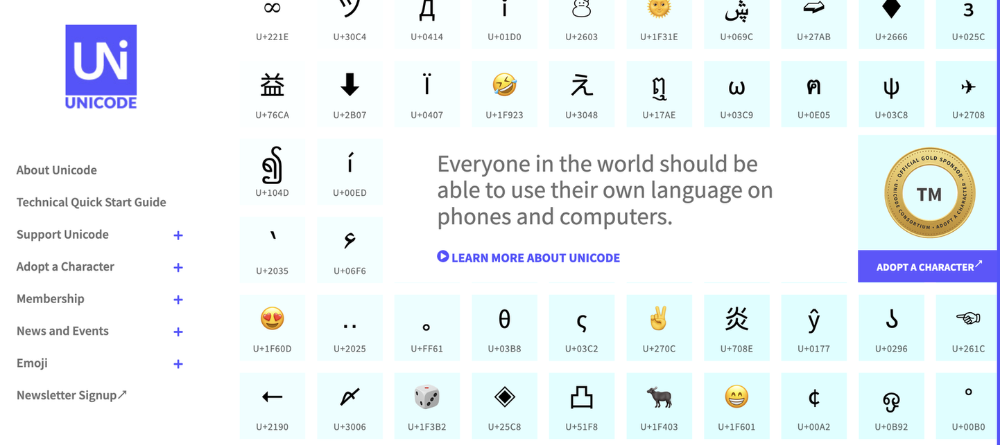 UNi
UNICODE
About Unicode
Technical Quick Start Guide
Support Unicode +
Adopt a Character +
Membership +
News and Events +
Emoji +
Newsletter Signup↗
∞ ツ Д ǐ ☃ 🌞 ڜ ➫ ♦ ɜ
U+221E U+30C4 U+0414 U+01D0 U+2603 U+1F31E U+069C U+27AB U+2666 U+025C
益 ⬇ Ї 🤣 え ឮ ω ฅ ψ ✈
U+76CA U+2B07 U+0407 U+1F923 U+3048 U+17AE U+03C9 U+0E05 U+03C8 U+2708
၍ í
U+104D U+00ED
‵ ۶
U+2035 U+06F6
Everyone in the world should be
able to use their own language on
phones and computers.
LEARN MORE ABOUT UNICODE
OFFICIAL GOLD SPONSOR •
UNICODE CONSORTIUM • ADOPT A CHARACTER
TM
ADOPT A CHARACTER↗
😍 ‥ 。 θ ς ✌ 炎 ŷ ʖ ☜
U+1F60D U+2025 U+FF61 U+03B8 U+03C2 U+270C U+708E U+0177 U+0296 U+261C
← 〆 🎲 ◈ 凸 🐃 😁 ¢ ஒ °
U+2190 U+3006 U+1F3B2 U+25C8 U+51F8 U+1F403 U+1F601 U+00A2 U+0B92 U+00B0